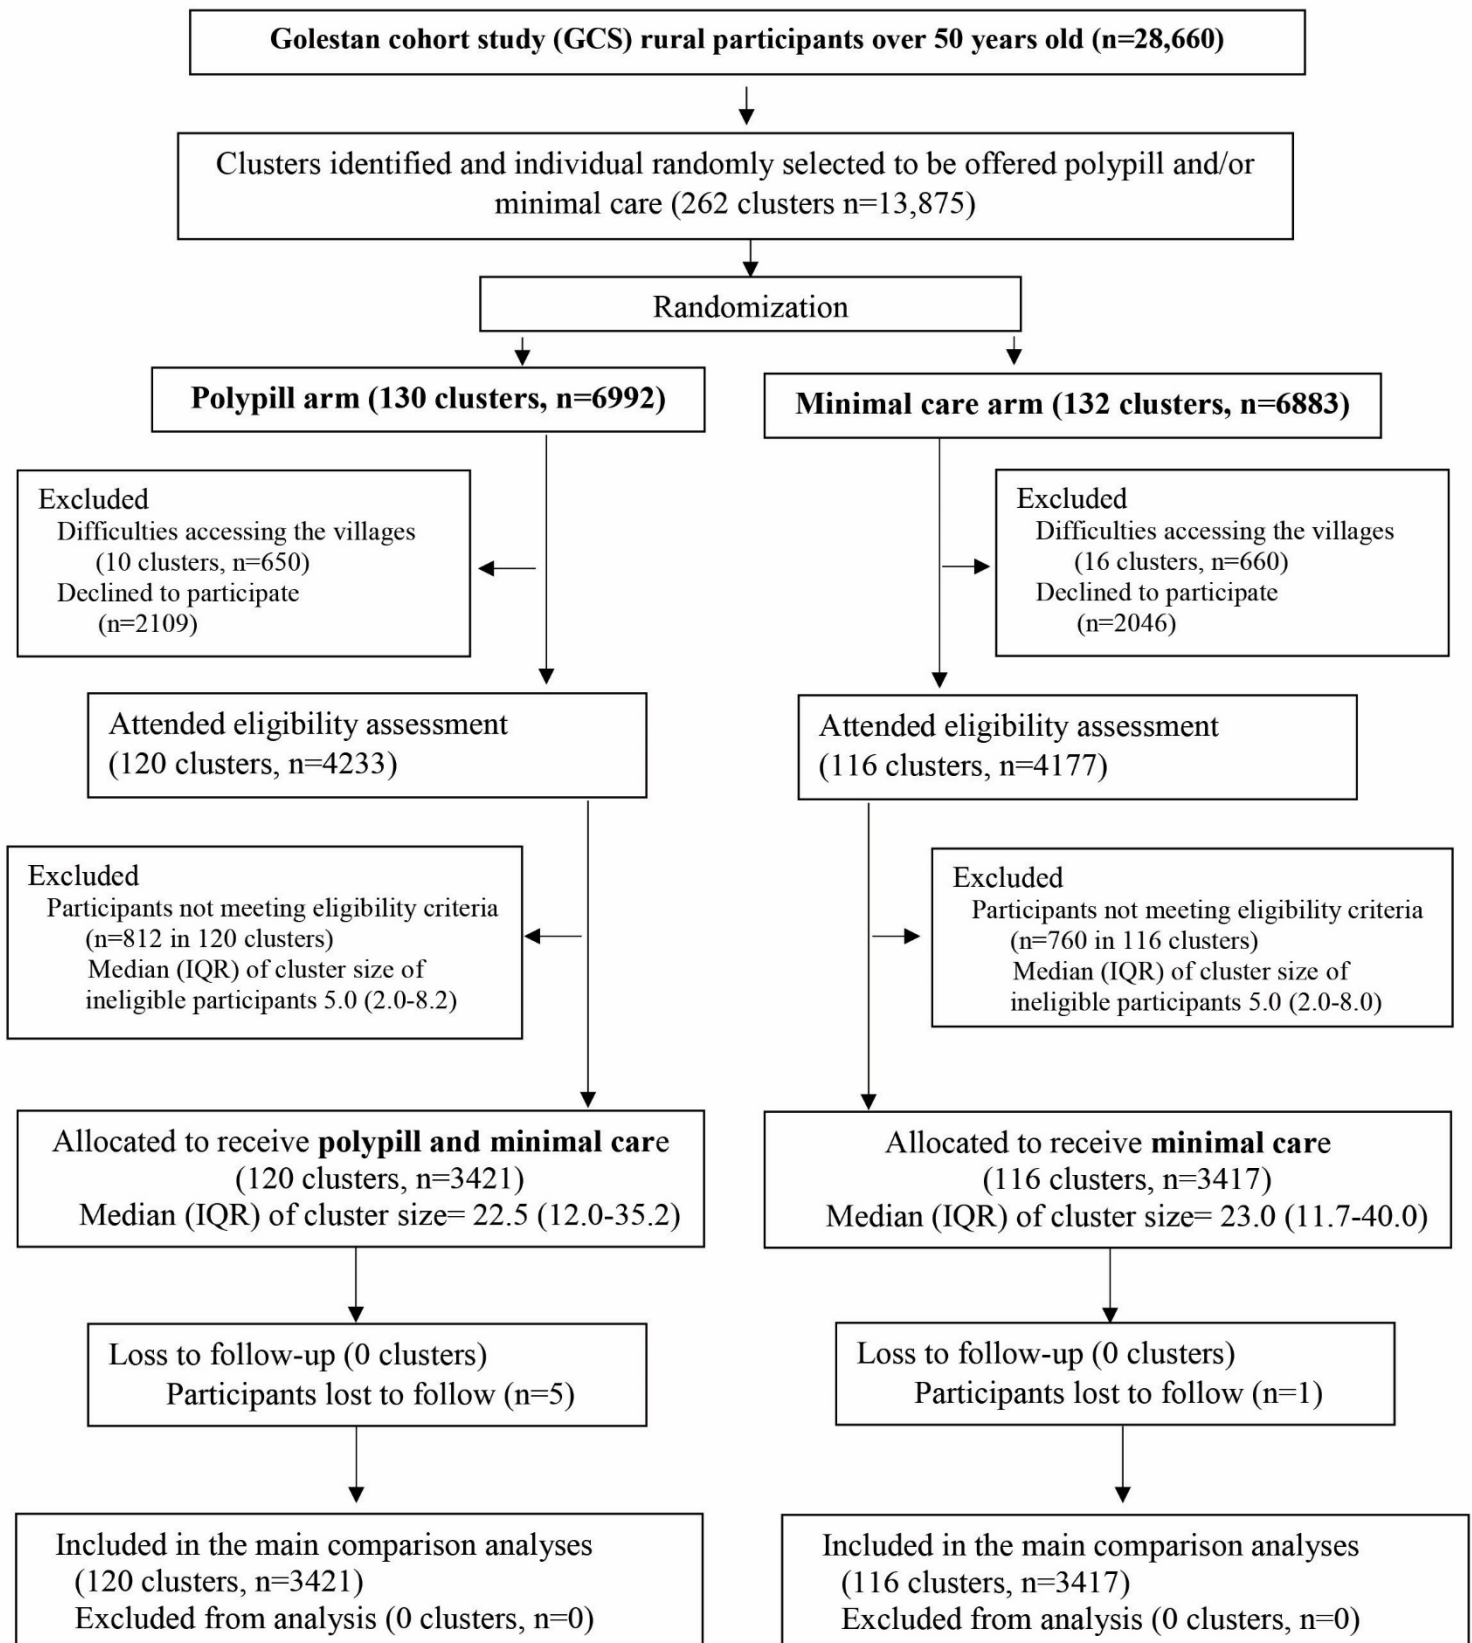 Golestan cohort study (GCS) rural participants over 50 years old (n=28,660)
Clusters identified and individual randomly selected to be offered polypill and/or
minimal care (262 clusters n=13,875)
Randomization
Polypill arm (130 clusters, n=6992)
Minimal care arm (132 clusters, n=6883)
Excluded
Difficulties accessing the villages
(10 clusters, n=650)
Declined to participate
(n=2109)
Excluded
Difficulties accessing the villages
(16 clusters, n=660)
Declined to participate
(n=2046)
Attended eligibility assessment
(120 clusters, n=4233)
Attended eligibility assessment
(116 clusters, n=4177)
Excluded
Participants not meeting eligibility criteria
(n=812 in 120 clusters)
Median (IQR) of cluster size of
ineligible participants 5.0 (2.0-8.2)
Excluded
Participants not meeting eligibility criteria
(n=760 in 116 clusters)
Median (IQR) of cluster size of
ineligible participants 5.0 (2.0-8.0)
Allocated to receive polypill and minimal care
(120 clusters, n=3421)
Median (IQR) of cluster size= 22.5 (12.0-35.2)
Allocated to receive minimal care
(116 clusters, n=3417)
Median (IQR) of cluster size= 23.0 (11.7-40.0)
Loss to follow-up (0 clusters)
Participants lost to follow (n=5)
Loss to follow-up (0 clusters)
Participants lost to follow (n=1)
Included in the main comparison analyses
(120 clusters, n=3421)
Excluded from analysis (0 clusters, n=0)
Included in the main comparison analyses
(116 clusters, n=3417)
Excluded from analysis (0 clusters, n=0)